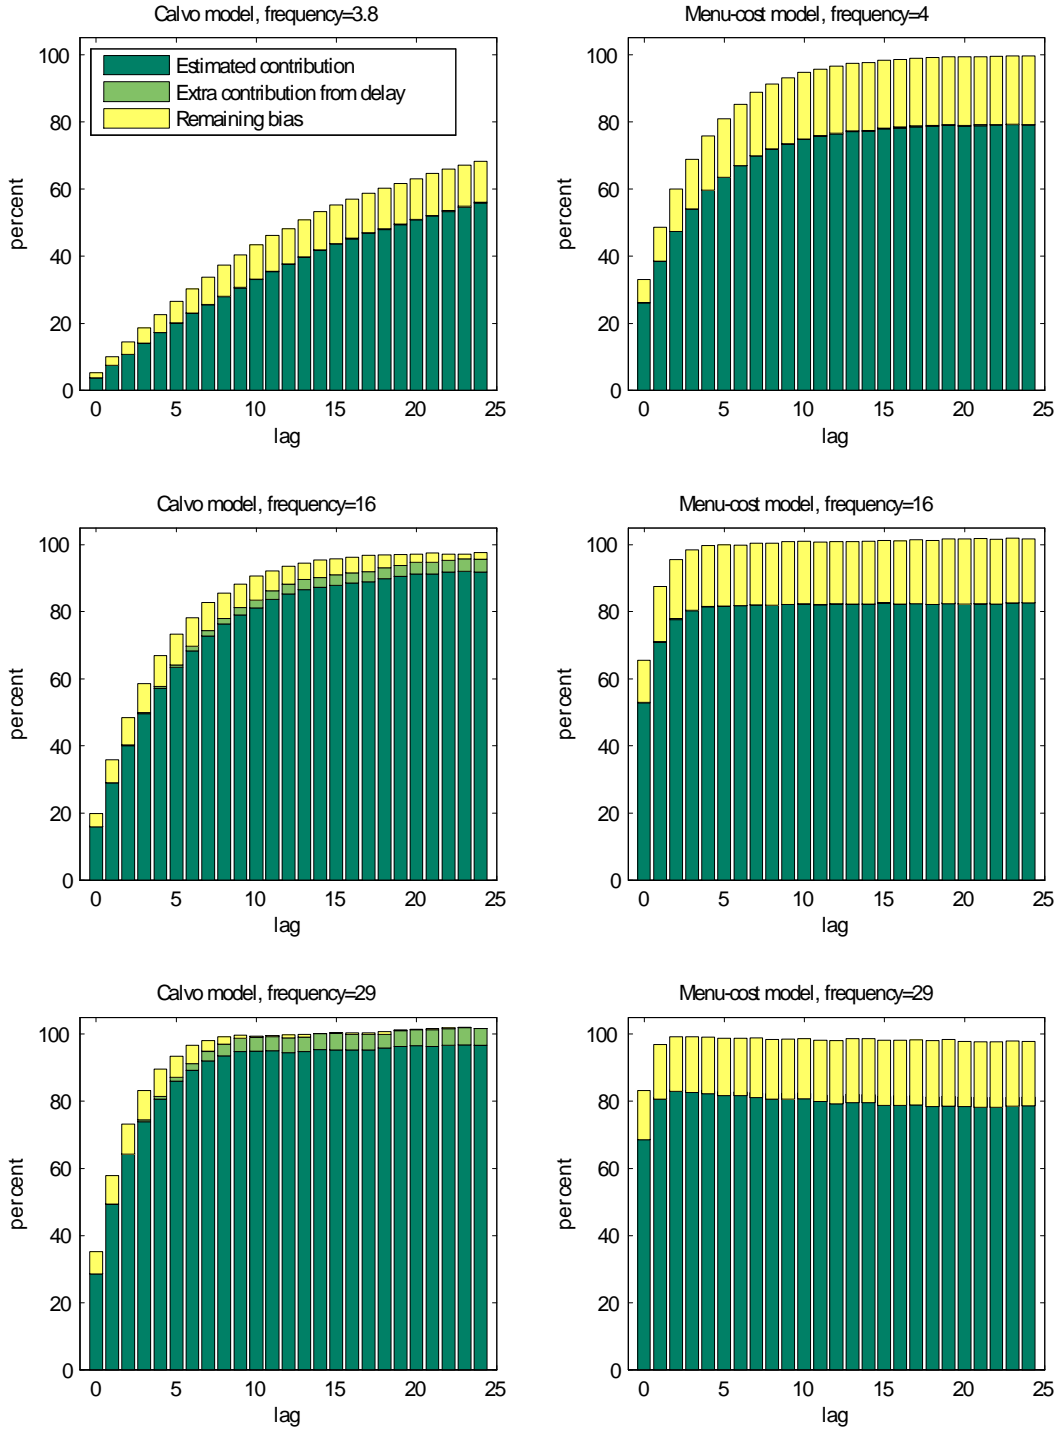 Calvo model, frequency=3.8
100
80
60
40
20
0
percent
Estimated contribution
Extra contribution from delay
Remaining bias
0 5 10 15 20 25
lag
Menu-cost model, frequency=4
100
80
60
40
20
0
percent
0 5 10 15 20 25
lag
Calvo model, frequency=16
100
80
60
40
20
0
percent
0 5 10 15 20 25
lag
Menu-cost model, frequency=16
100
80
60
40
20
0
percent
0 5 10 15 20 25
lag
Calvo model, frequency=29
100
80
60
40
20
0
percent
0 5 10 15 20 25
lag
Menu-cost model, frequency=29
100
80
60
40
20
0
percent
0 5 10 15 20 25
lag